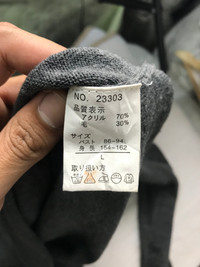 NO. 23303
品質表示
アクリル 70%
毛 30%
サイズ
バスト 86-94
身長 154-162
L
取り扱い方